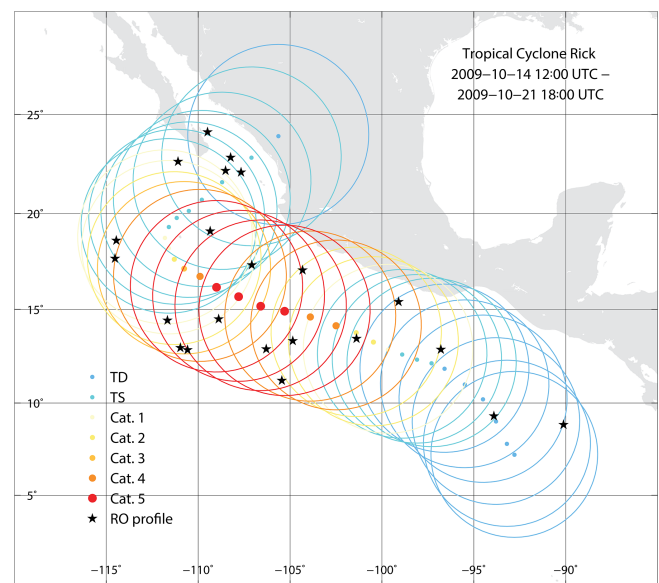 Tropical Cyclone Rick
2009−10−14 12:00 UTC −
2009−10−21 18:00 UTC
25˚
20˚
15˚
10˚
5˚
TD
TS
Cat. 1
Cat. 2
Cat. 3
Cat. 4
Cat. 5
RO profile
−115˚ −110˚ −105˚ −100˚ −95˚ −90˚